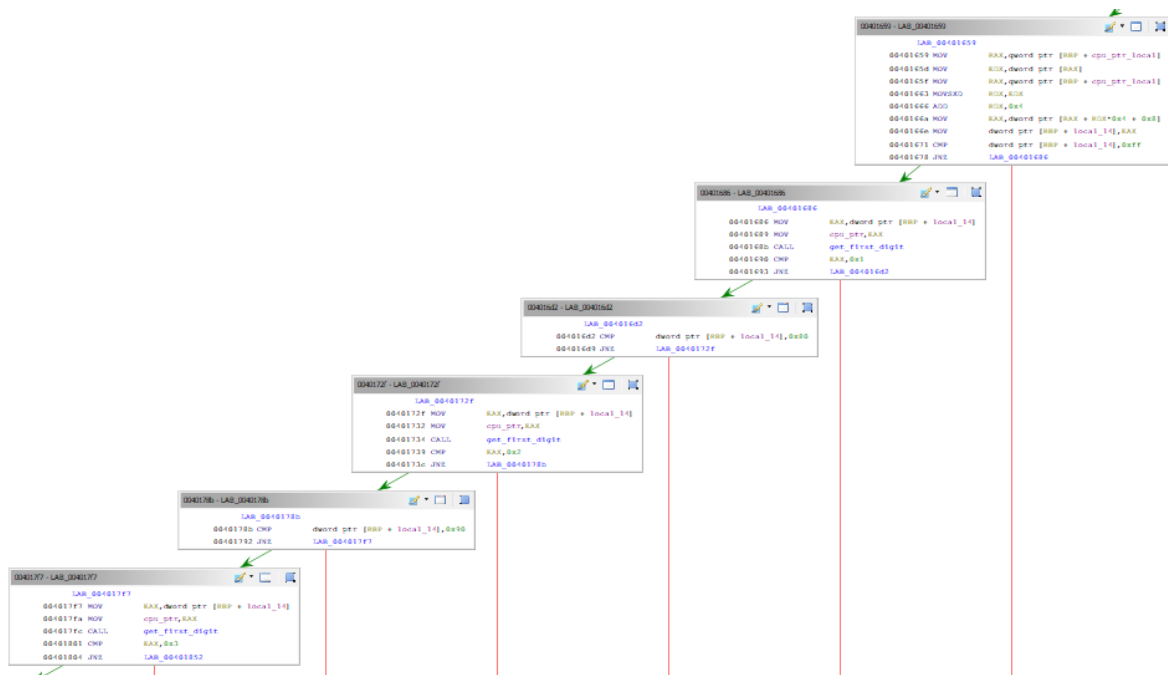 00401659 - LAB_00401659
LAB_00401659
00401659 MOV RAX,qword ptr [RBP + cpu_ptr_local]
0040165d MOV EDX,dword ptr [RAX]
0040165f MOV RAX,qword ptr [RBP + cpu_ptr_local]
00401663 MOVSXD RDX,EDX
00401666 ADD RDX,0x4
0040166a MOV EAX,dword ptr [RAX + RDX*0x4 + 0x8]
0040166e MOV dword ptr [RBP + local_14],EAX
00401671 CMP dword ptr [RBP + local_14],0xff
00401678 JNZ LAB_00401686
00401686 - LAB_00401686
LAB_00401686
00401686 MOV EAX,dword ptr [RBP + local_14]
00401689 MOV cpu_ptr,EAX
0040168b CALL get_first_digit
00401690 CMP EAX,0x1
00401693 JNZ LAB_004016d2
004016d2 - LAB_004016d2
LAB_004016d2
004016d2 CMP dword ptr [RBP + local_14],0x80
004016d9 JNZ LAB_0040172f
0040172f - LAB_0040172f
LAB_0040172f
0040172f MOV EAX,dword ptr [RBP + local_14]
00401732 MOV cpu_ptr,EAX
00401734 CALL get_first_digit
00401739 CMP EAX,0x2
0040173c JNZ LAB_0040178b
0040178b - LAB_0040178b
LAB_0040178b
0040178b CMP dword ptr [RBP + local_14],0x90
00401792 JNZ LAB_004017f7
004017f7 - LAB_004017f7
LAB_004017f7
004017f7 MOV EAX,dword ptr [RBP + local_14]
004017fa MOV cpu_ptr,EAX
004017fc CALL get_first_digit
00401801 CMP EAX,0x3
00401804 JNZ LAB_00401852